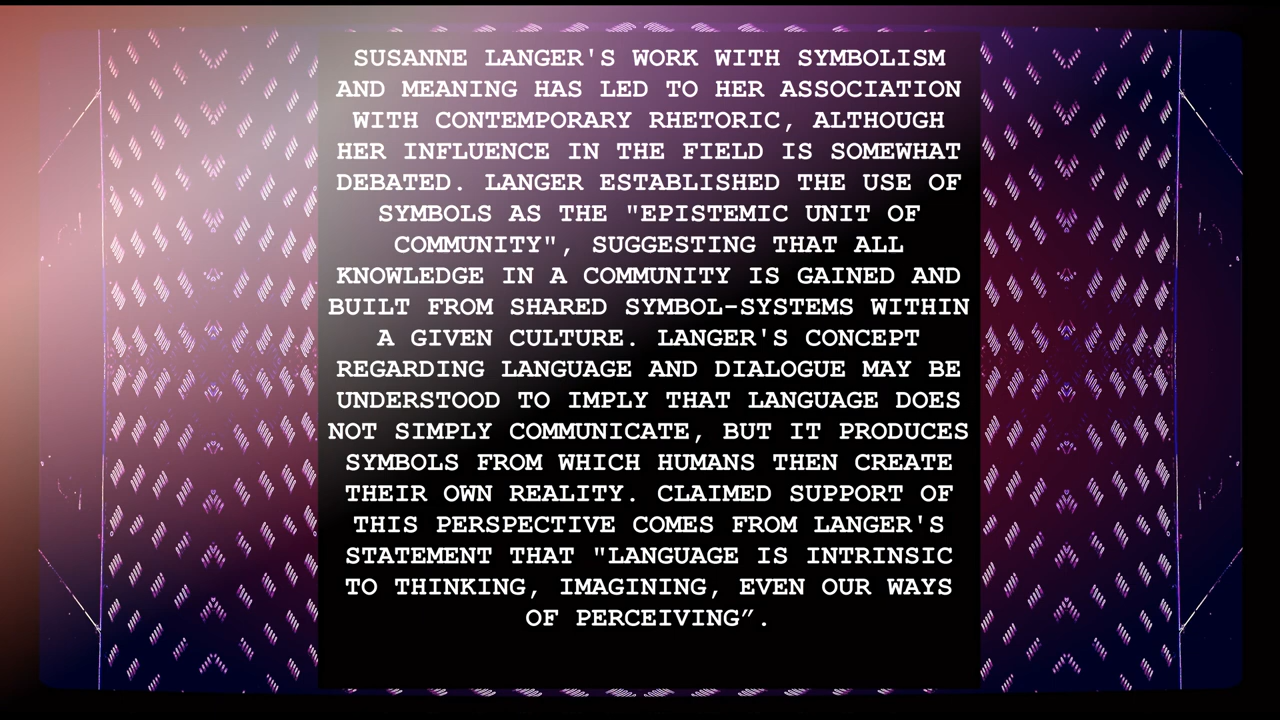 SUSANNE LANGER'S WORK WITH SYMBOLISM
AND MEANING HAS LED TO HER ASSOCIATION
WITH CONTEMPORARY RHETORIC, ALTHOUGH
HER INFLUENCE IN THE FIELD IS SOMEWHAT
DEBATED. LANGER ESTABLISHED THE USE OF
SYMBOLS AS THE "EPISTEMIC UNIT OF
COMMUNITY", SUGGESTING THAT ALL
KNOWLEDGE IN A COMMUNITY IS GAINED AND
BUILT FROM SHARED SYMBOL-SYSTEMS WITHIN
A GIVEN CULTURE. LANGER'S CONCEPT
REGARDING LANGUAGE AND DIALOGUE MAY BE
UNDERSTOOD TO IMPLY THAT LANGUAGE DOES
NOT SIMPLY COMMUNICATE, BUT IT PRODUCES
SYMBOLS FROM WHICH HUMANS THEN CREATE
THEIR OWN REALITY. CLAIMED SUPPORT OF
THIS PERSPECTIVE COMES FROM LANGER'S
STATEMENT THAT "LANGUAGE IS INTRINSIC
TO THINKING, IMAGINING, EVEN OUR WAYS
OF PERCEIVING”.